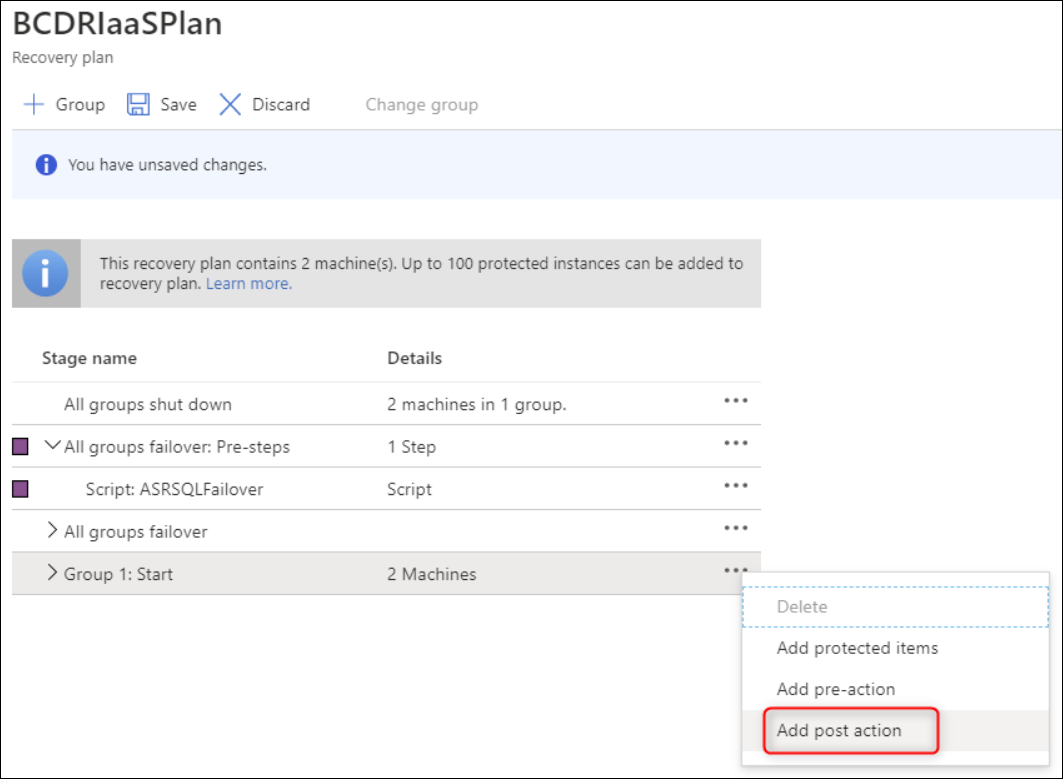 BCDRIaaSPlan
Recovery plan
Group Save Discard Change group
You have unsaved changes.
This recovery plan contains 2 machine(s). Up to 100 protected instances can be added to
recovery plan. Learn more.
Stage name Details
All groups shut down 2 machines in 1 group.
All groups failover: Pre-steps 1 Step
Script: ASRSQLFailover Script
All groups failover
Group 1: Start 2 Machines
Delete
Add protected items
Add pre-action
Add post action